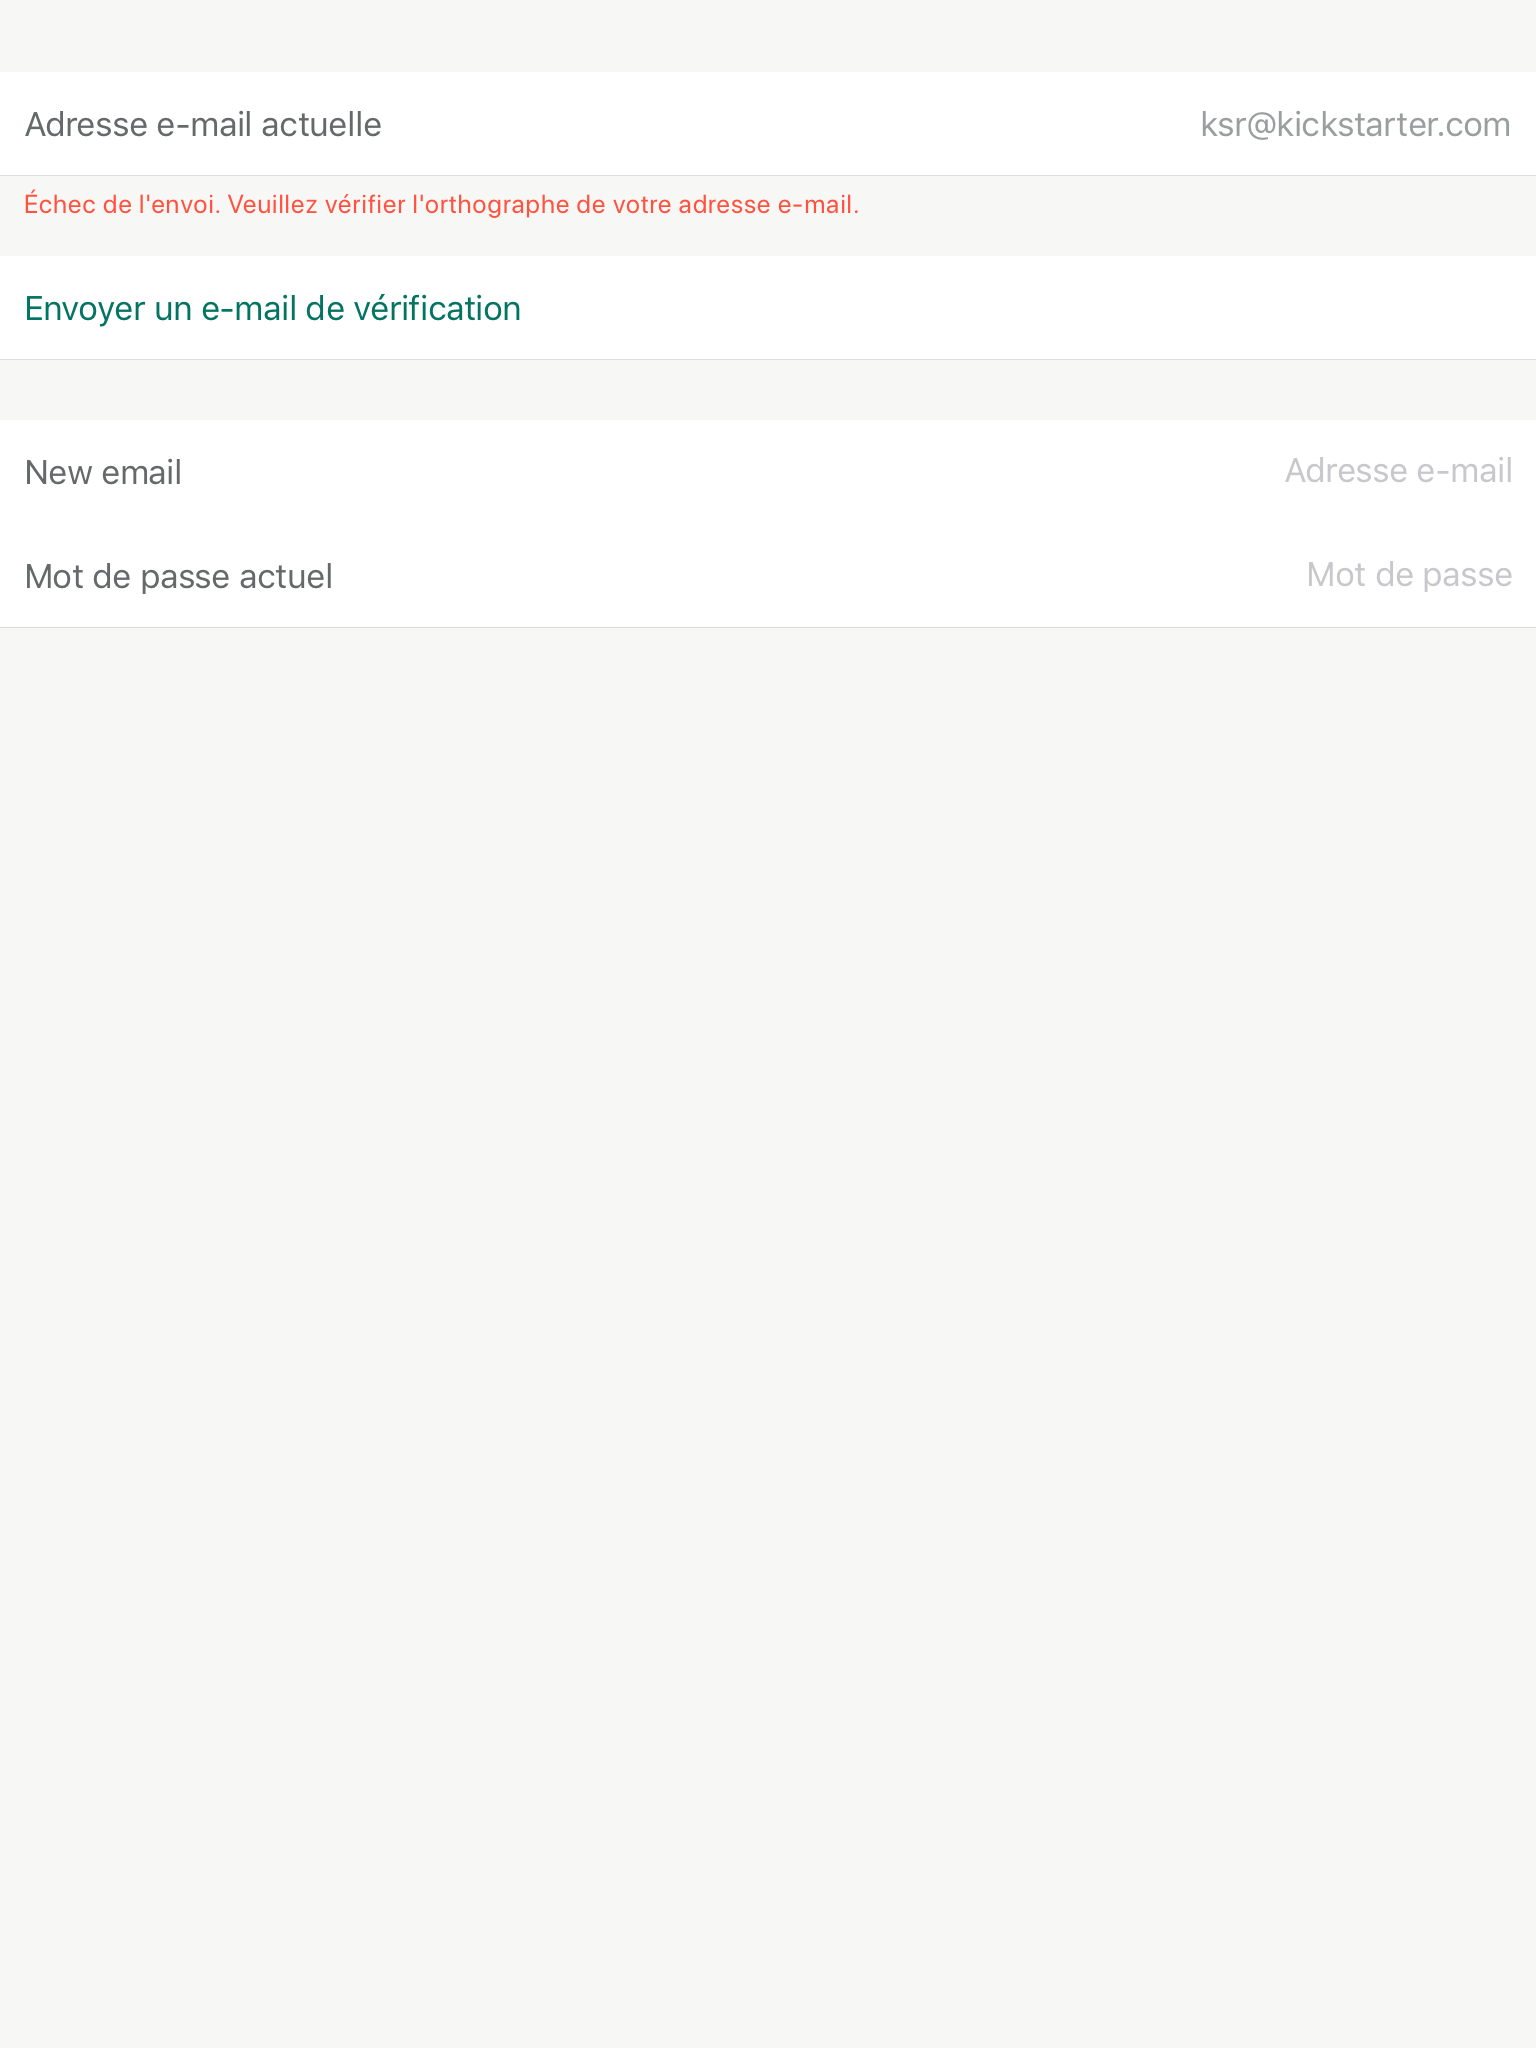 Adresse e-mail actuelle ksr@kickstarter.com
Échec de l'envoi. Veuillez vérifier l'orthographe de votre adresse e-mail.
Envoyer un e-mail de vérification
New email Adresse e-mail
Mot de passe actuel Mot de passe